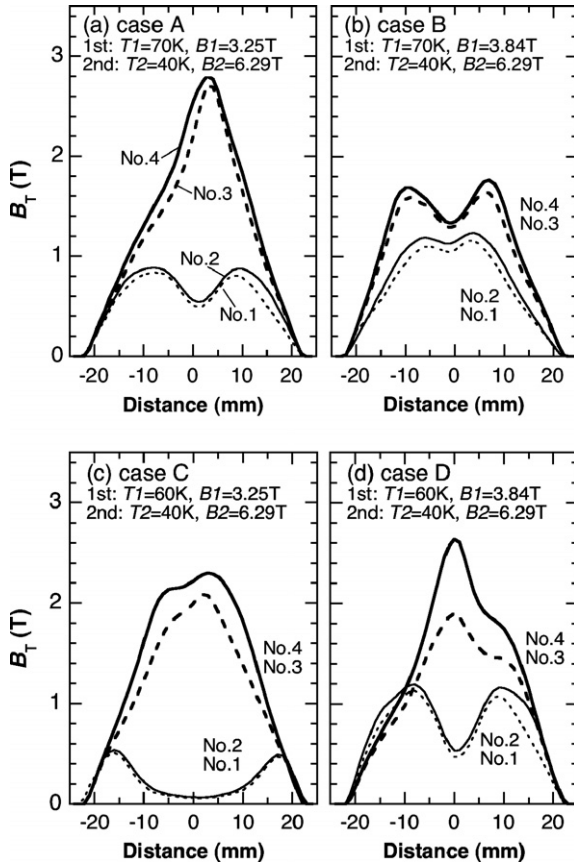 (a) case A
1st: T1=70K, B1=3.25T
2nd: T2=40K, B2=6.29T
3
2
1
0
B_T (T)
No.4
No.3
No.2
No.1
-20 -10 0 10 20
Distance (mm)
(b) case B
1st: T1=70K, B1=3.84T
2nd: T2=40K, B2=6.29T
No.4
No.3
No.2
No.1
-20 -10 0 10 20
Distance (mm)
(c) case C
1st: T1=60K, B1=3.25T
2nd: T2=40K, B2=6.29T
3
2
1
0
B_T (T)
No.4
No.3
No.2
No.1
-20 -10 0 10 20
Distance (mm)
(d) case D
1st: T1=60K, B1=3.84T
2nd: T2=40K, B2=6.29T
No.4
No.3
No.2
No.1
-20 -10 0 10 20
Distance (mm)